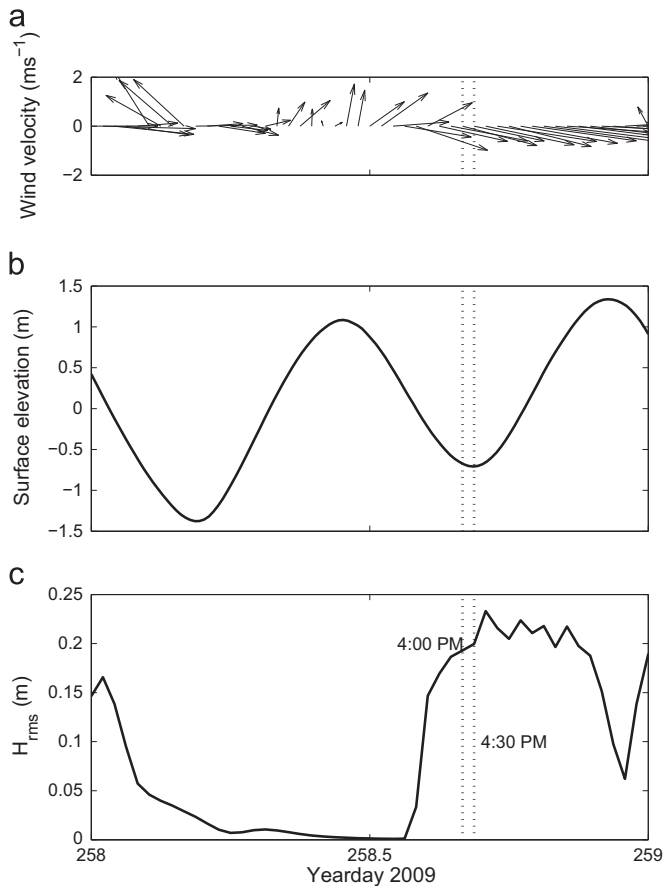 a
Wind velocity (ms⁻¹)
2
0
−2
b
Surface elevation (m)
1.5
1
0.5
0
−0.5
−1
−1.5
c
H_rms (m)
0.25
0.2
0.15
0.1
0.05
0
4:00 PM
4:30 PM
258
258.5
259
Yearday 2009